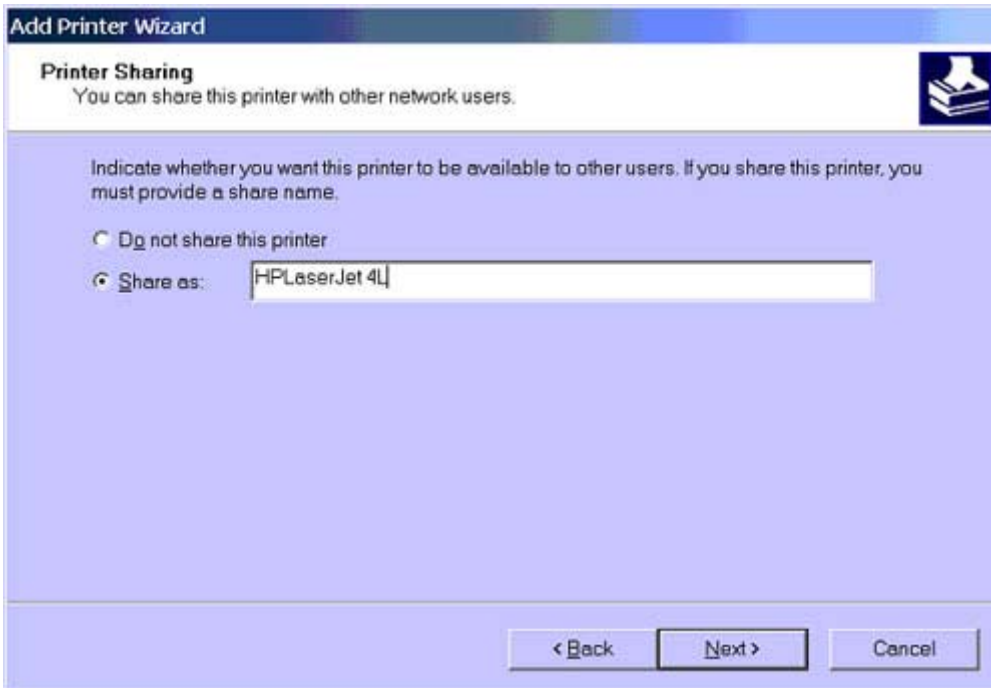 Add Printer Wizard
Printer Sharing
You can share this printer with other network users.
Indicate whether you want this printer to be available to other users. If you share this printer, you
must provide a share name.
Do not share this printer
Share as: HPLaserJet 4L
< Back Next > Cancel